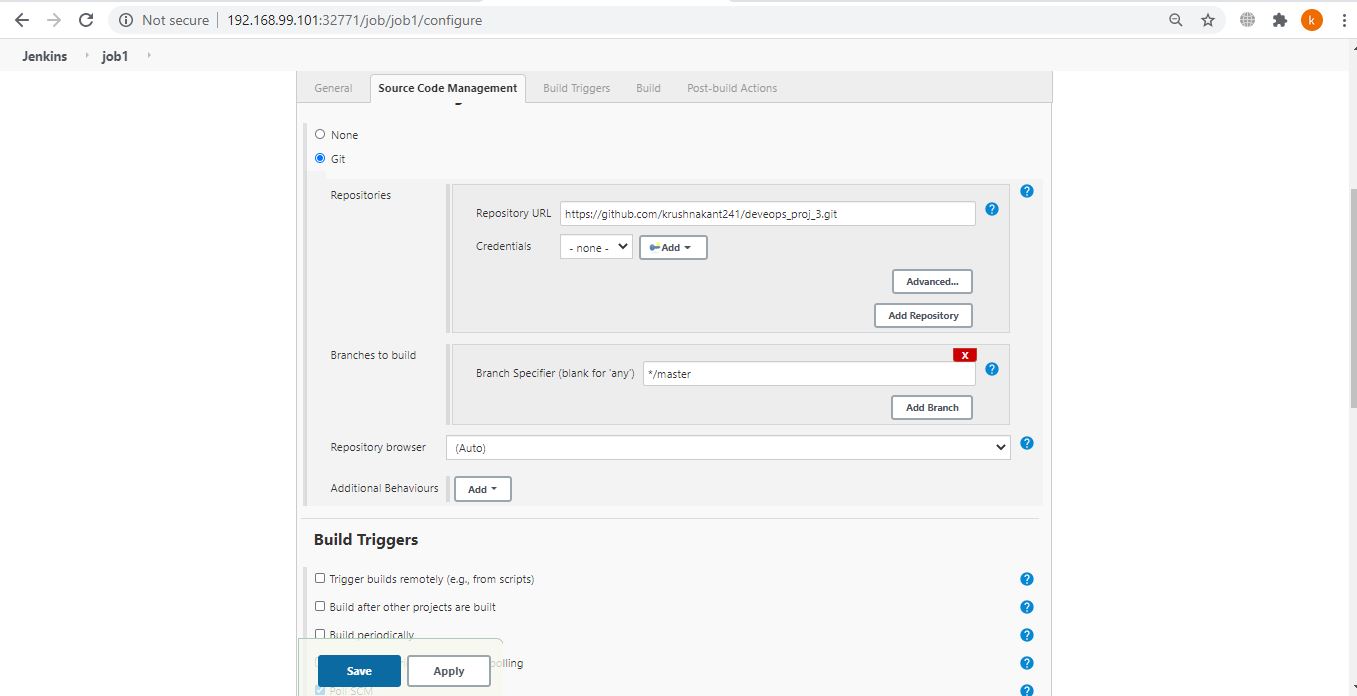 Not secure | 192.168.99.101:32771/job/job1/configure
k
Jenkins job1
General Source Code Management Build Triggers Build Post-build Actions
None
Git
Repositories
Repository URL https://github.com/krushnakant241/deveops_proj_3.git
Credentials - none - Add
Advanced...
Add Repository
Branches to build
X
Branch Specifier (blank for 'any') */master
Add Branch
Repository browser (Auto)
Additional Behaviours Add
Build Triggers
Trigger builds remotely (e.g., from scripts)
Build after other projects are built
Build periodically
polling
Save Apply
Poll SCM